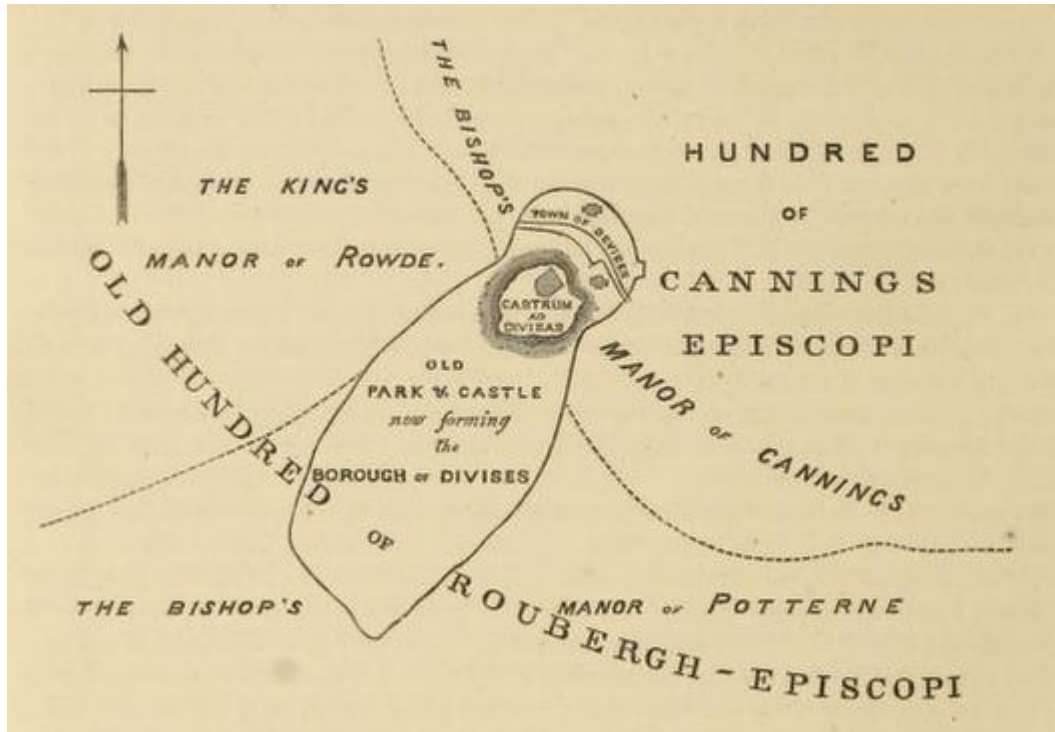 THE BISHOP'S
MANOR OF CANNINGS
HUNDRED
OF
CANNINGS
EPISCOPI
THE KING'S
MANOR OF ROWDE.
TOWN OF DEVISES
CASTRUM
AD
DIVISAS
OLD
PARK & CASTLE
now forming
the
BOROUGH OF DIVISES
OLD HUNDRED OF ROUBERGH-EPISCOPI
THE BISHOP'S MANOR OF POTTERNE